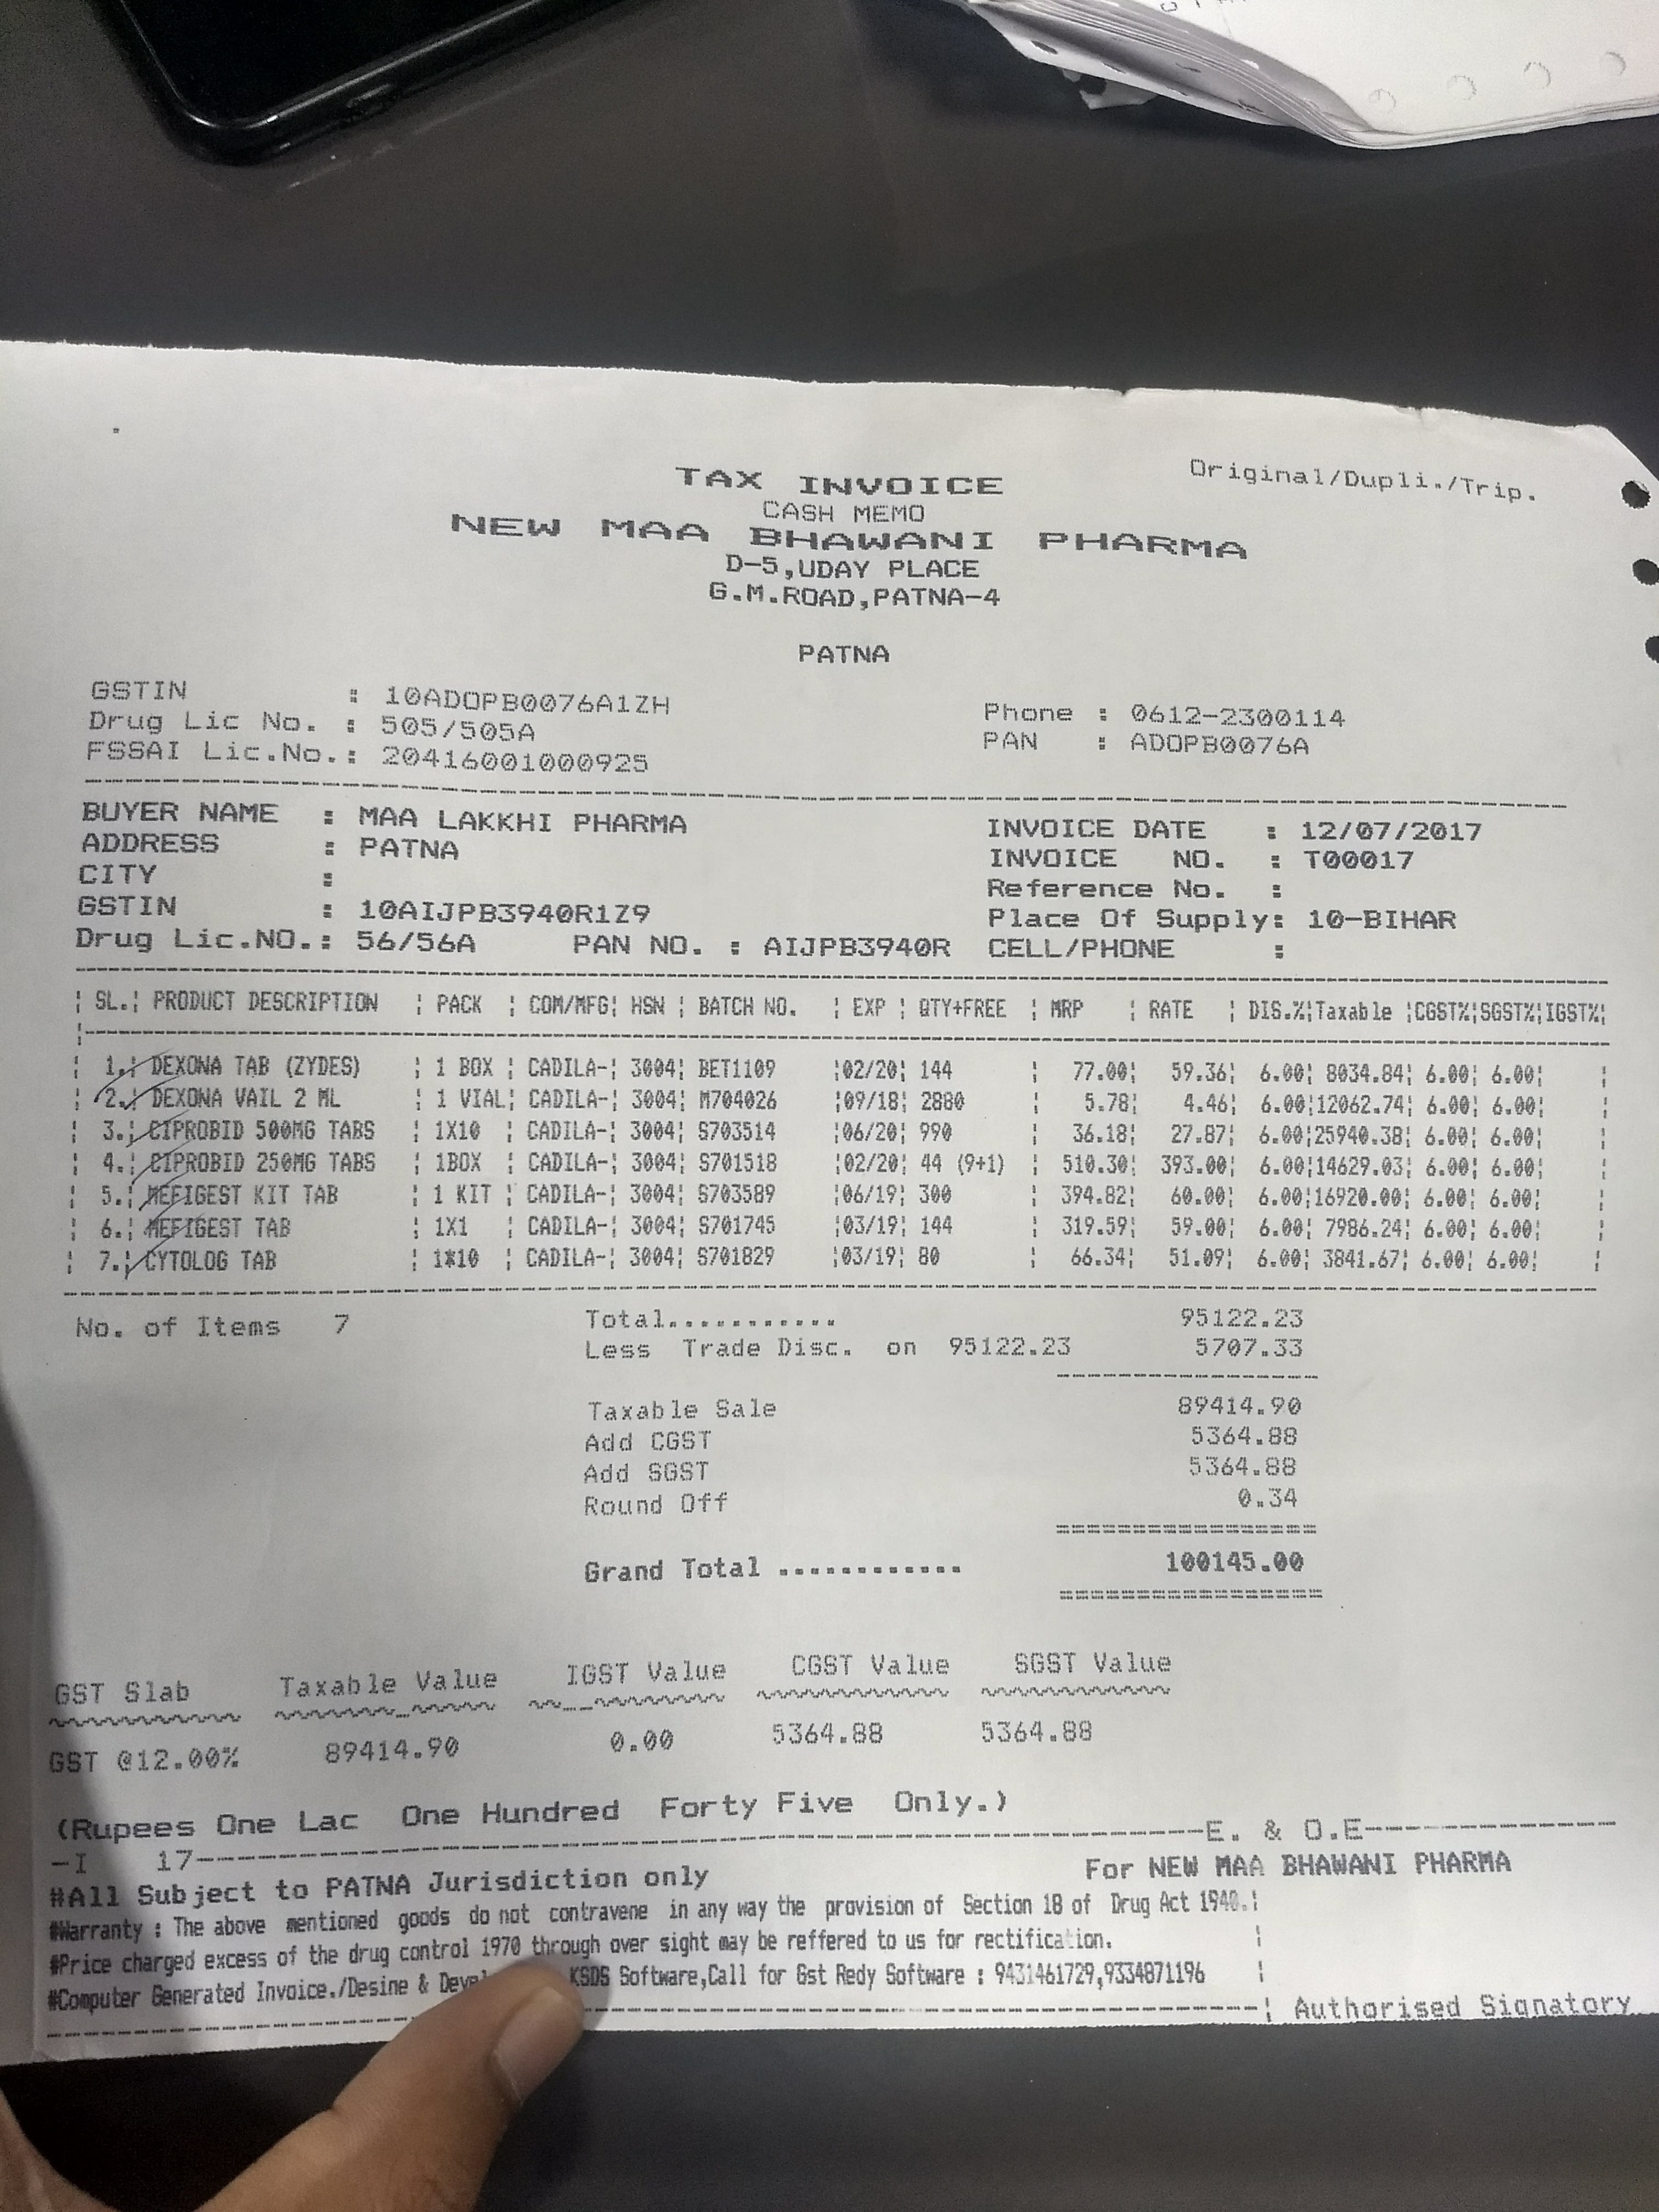 Original/Dupli./Trip.
TAX INVOICE
CASH MEMO
NEW MAA BHAWANI PHARMA
D-5,UDAY PLACE
G.M.ROAD,PATNA-4
PATNA
GSTIN : 10ADOPB0076A1ZH
Drug Lic No. : 505/505A Phone : 0612-2300114
FSSAI Lic.No.: 20416001000925 PAN : ADOPB0076A
BUYER NAME : MAA LAKKHI PHARMA INVOICE DATE : 12/07/2017
ADDRESS : PATNA INVOICE NO. : T00017
CITY : Reference No. :
GSTIN : 10AIJPB3940R1Z9 Place Of Supply: 10-BIHAR
Drug Lic.NO.: 56/56A PAN NO. : AIJPB3940R CELL/PHONE :
¦ SL.¦ PRODUCT DESCRIPTION ¦ PACK ¦ COM/MFG¦ HSN ¦ BATCH NO. ¦ EXP ¦ QTY+FREE ¦ MRP ¦ RATE ¦ DIS.%¦Taxable ¦CGST%¦SGST%¦IGST%¦
¦ 1.¦ DEXONA TAB (ZYDES) ¦ 1 BOX ¦ CADILA-¦ 3004¦ BET1109 ¦02/20¦ 144 ¦ 77.00¦ 59.36¦ 6.00¦ 8034.84¦ 6.00¦ 6.00¦ ¦
¦ 2.¦ DEXONA VAIL 2 ML ¦ 1 VIAL¦ CADILA-¦ 3004¦ M704026 ¦09/18¦ 2880 ¦ 5.78¦ 4.46¦ 6.00¦12062.74¦ 6.00¦ 6.00¦ ¦
¦ 3.¦ CIPROBID 500MG TABS ¦ 1X10 ¦ CADILA-¦ 3004¦ S703514 ¦06/20¦ 990 ¦ 36.18¦ 27.87¦ 6.00¦25940.38¦ 6.00¦ 6.00¦ ¦
¦ 4.¦ CIPROBID 250MG TABS ¦ 1BOX ¦ CADILA-¦ 3004¦ S701518 ¦02/20¦ 44 (9+1) ¦ 510.30¦ 393.00¦ 6.00¦14629.03¦ 6.00¦ 6.00¦ ¦
¦ 5.¦ MEFIGEST KIT TAB ¦ 1 KIT ¦ CADILA-¦ 3004¦ S703589 ¦06/19¦ 300 ¦ 394.82¦ 60.00¦ 6.00¦16920.00¦ 6.00¦ 6.00¦ ¦
¦ 6.¦ MEFIGEST TAB ¦ 1X1 ¦ CADILA-¦ 3004¦ S701745 ¦03/19¦ 144 ¦ 319.59¦ 59.00¦ 6.00¦ 7986.24¦ 6.00¦ 6.00¦ ¦
¦ 7.¦ CYTOLOG TAB ¦ 1*10 ¦ CADILA-¦ 3004¦ S701829 ¦03/19¦ 80 ¦ 66.34¦ 51.09¦ 6.00¦ 3841.67¦ 6.00¦ 6.00¦ ¦
No. of Items 7 Total........... 95122.23
Less Trade Disc. on 95122.23 5707.33
Taxable Sale 89414.90
Add CGST 5364.88
Add SGST 5364.88
Round Off 0.34
Grand Total ............ 100145.00
GST Slab Taxable Value IGST Value CGST Value SGST Value
GST @12.00% 89414.90 0.00 5364.88 5364.88
(Rupees One Lac One Hundred Forty Five Only.)
E. & O.E
-I 17
For NEW MAA BHAWANI PHARMA
#All Subject to PATNA Jurisdiction only
#Warranty : The above mentioned goods do not contravene in any way the provision of Section 18 of Drug Act 1940.¦
#Price charged excess of the drug control 1970 through over sight may be reffered to us for rectification. ¦
#Computer Generated Invoice./Desine & KSDS Software,Call for Gst Redy Software : 9431461729,9334871196 ¦
¦ Authorised Signatory